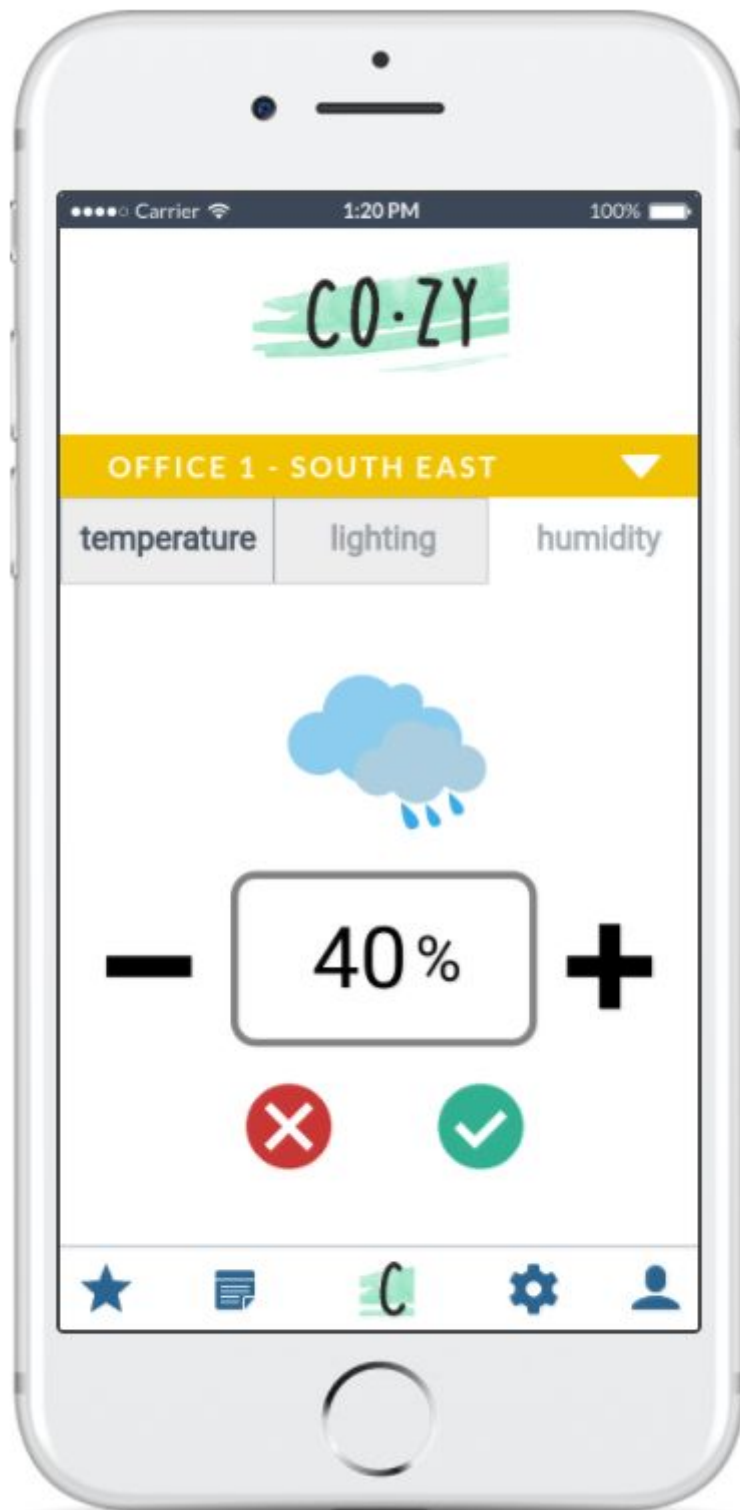 Carrier 1:20 PM 100%
CO·ZY
OFFICE 1 - SOUTH EAST
temperature lighting humidity
40%
C